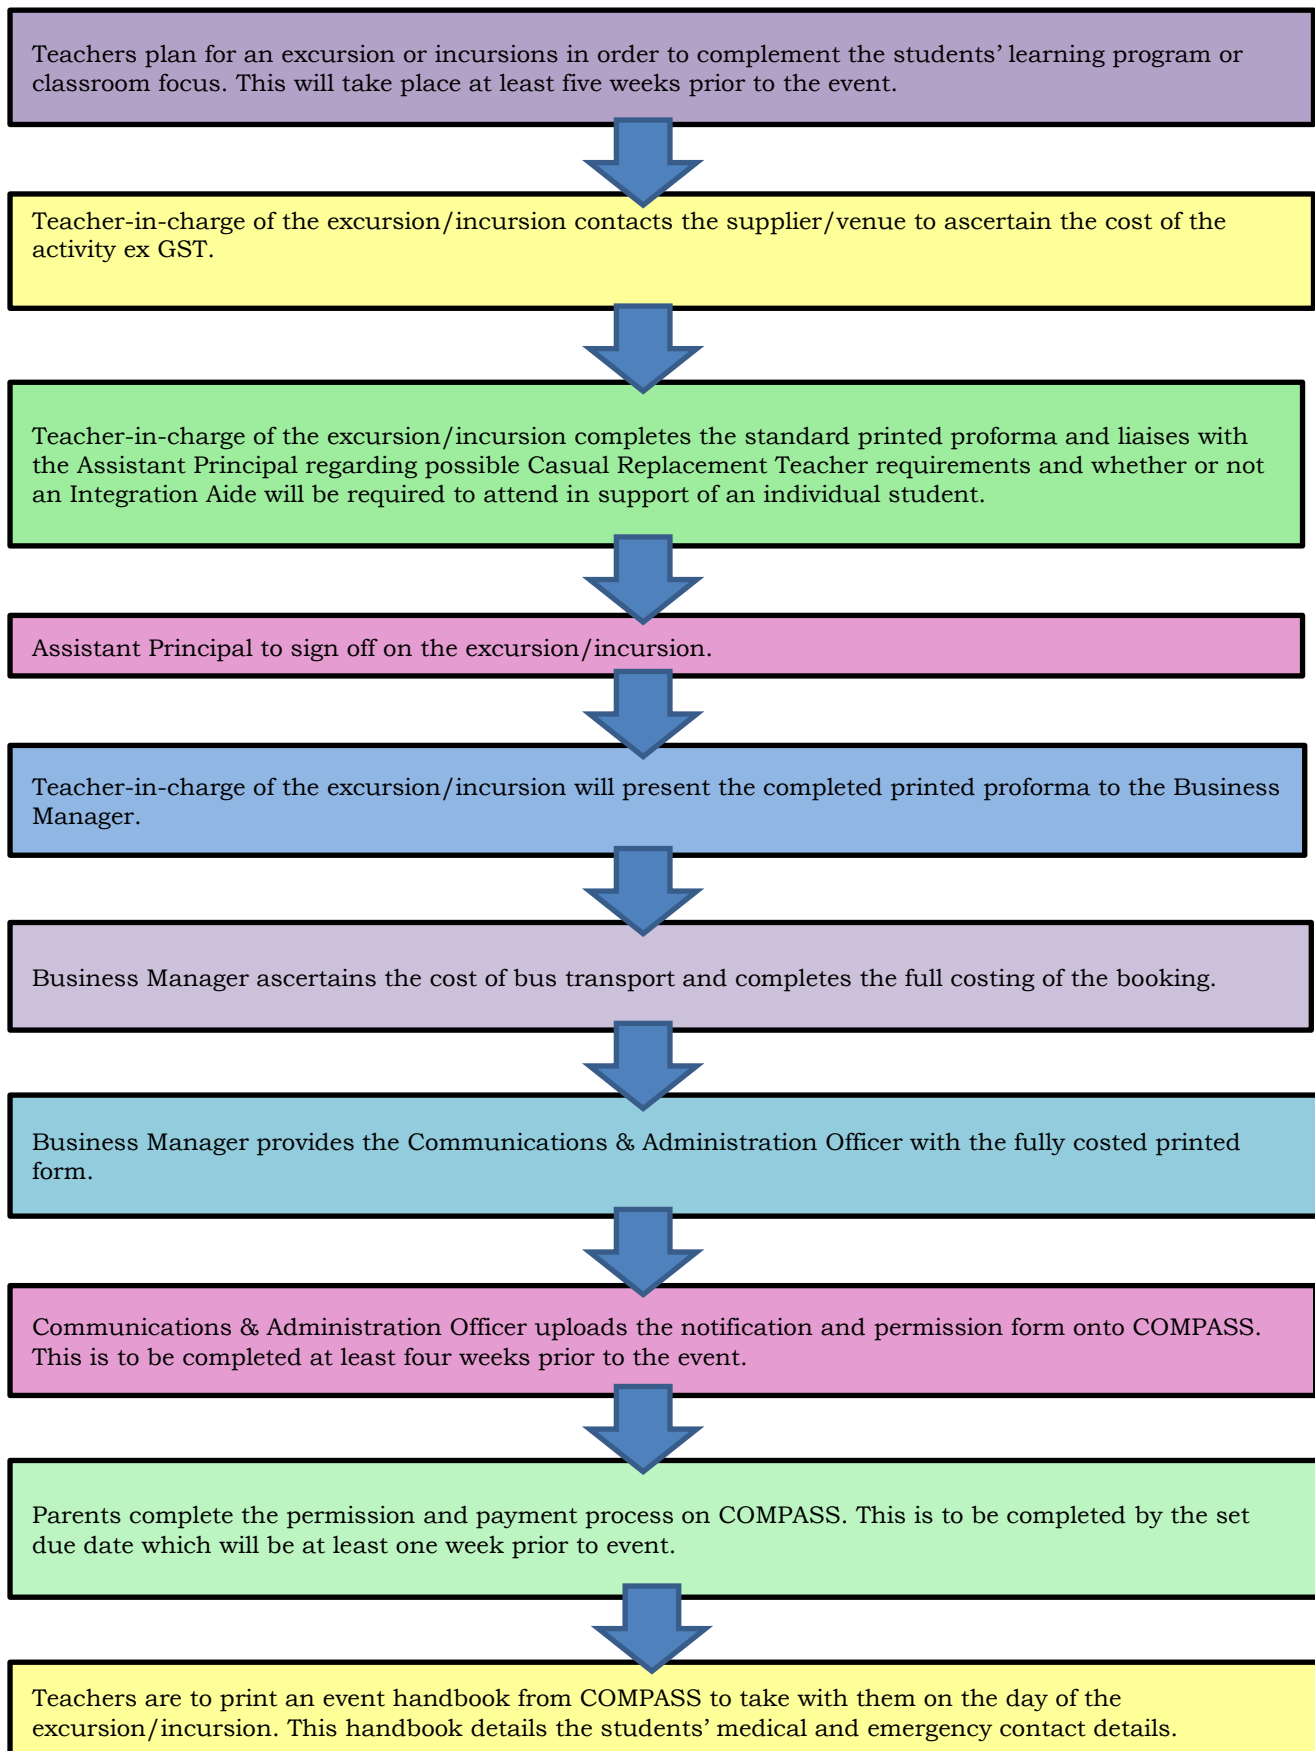 Teachers plan for an excursion or incursions in order to complement the students’ learning program or
classroom focus. This will take place at least five weeks prior to the event.
Teacher-in-charge of the excursion/incursion contacts the supplier/venue to ascertain the cost of the
activity ex GST.
Teacher-in-charge of the excursion/incursion completes the standard printed proforma and liaises with
the Assistant Principal regarding possible Casual Replacement Teacher requirements and whether or not
an Integration Aide will be required to attend in support of an individual student.
Assistant Principal to sign off on the excursion/incursion.
Teacher-in-charge of the excursion/incursion will present the completed printed proforma to the Business
Manager.
Business Manager ascertains the cost of bus transport and completes the full costing of the booking.
Business Manager provides the Communications & Administration Officer with the fully costed printed
form.
Communications & Administration Officer uploads the notification and permission form onto COMPASS.
This is to be completed at least four weeks prior to the event.
Parents complete the permission and payment process on COMPASS. This is to be completed by the set
due date which will be at least one week prior to event.
Teachers are to print an event handbook from COMPASS to take with them on the day of the
excursion/incursion. This handbook details the students’ medical and emergency contact details.